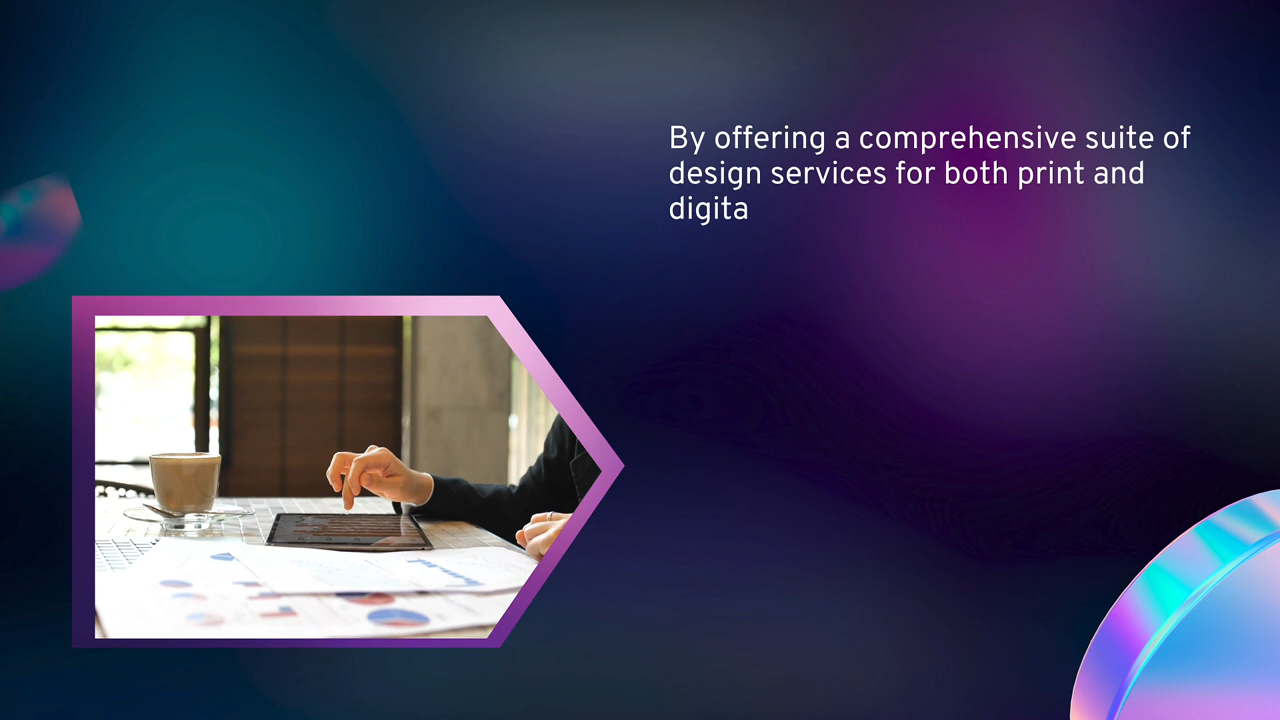 By offering a comprehensive suite of
design services for both print and
digita